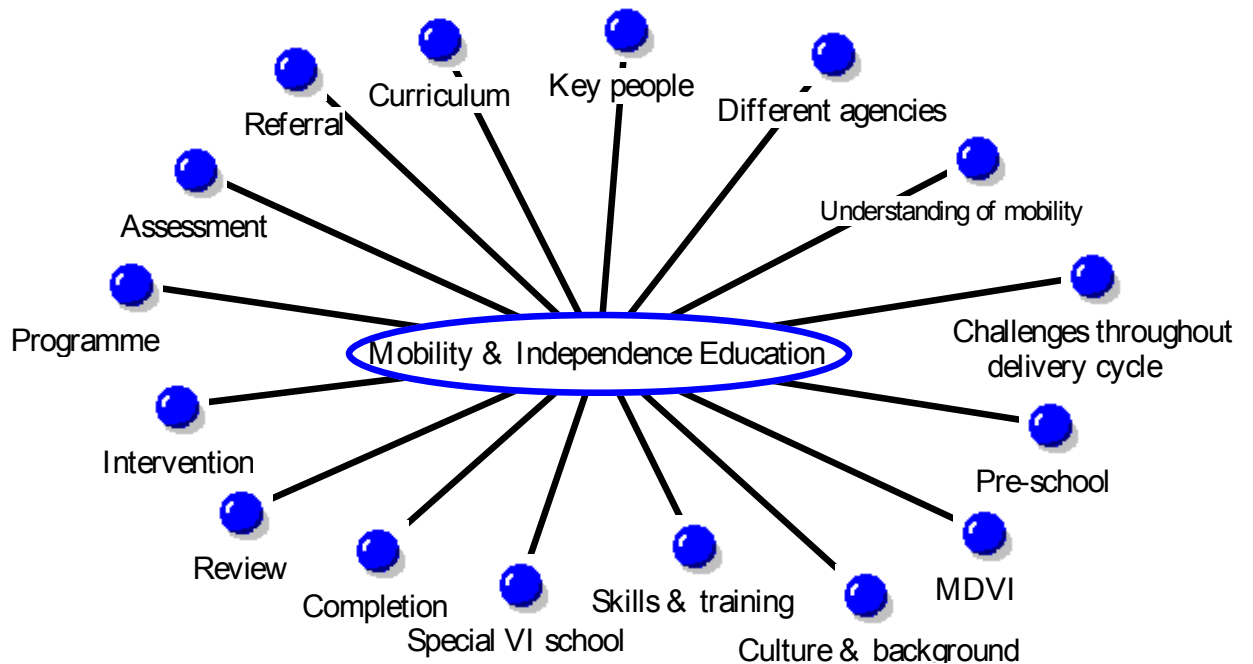 Key people
Curriculum
Different agencies
Referral
Understanding of mobility
Assessment
Programme
Challenges throughout
delivery cycle
Mobility & Independence Education
Intervention
Pre-school
Review
MDVI
Completion
Skills & training
Special VI school
Culture & background